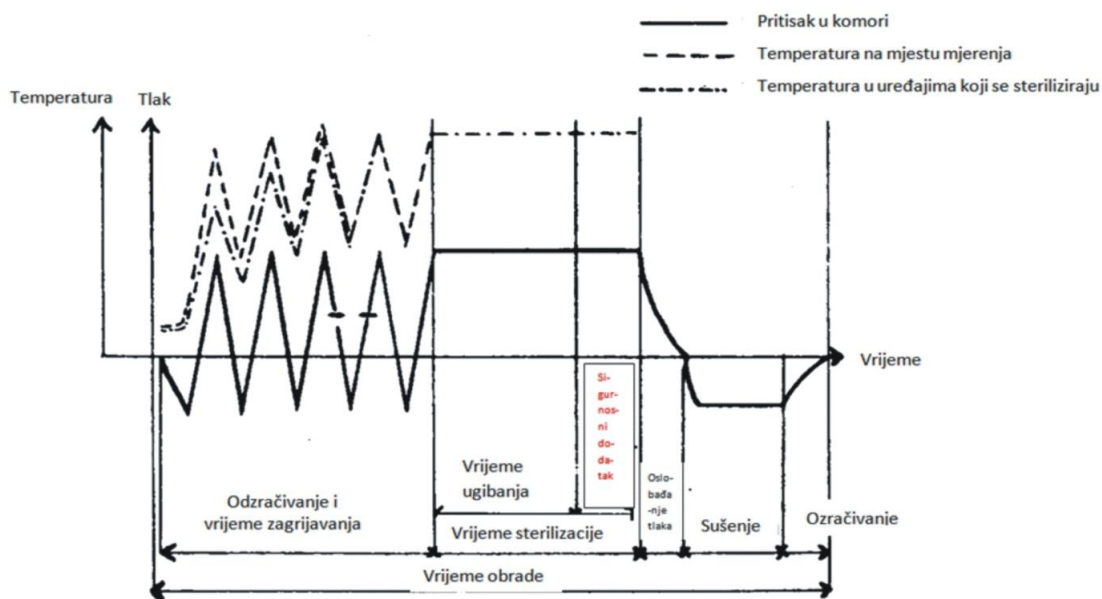 Pritisak u komori
Temperatura na mjestu mjerenja
Temperatura u uređajima koji se steriliziraju
Temperatura
Tlak
Vrijeme
Si-
gur-
nos-
ni
do-
da-
tak
Vrijeme
ugibanja
Oslo-
bađa
-nje
tlaka
Odzračivanje i
vrijeme zagrijavanja
Vrijeme sterilizacije
Sušenje
Ozračivanje
Vrijeme obrade